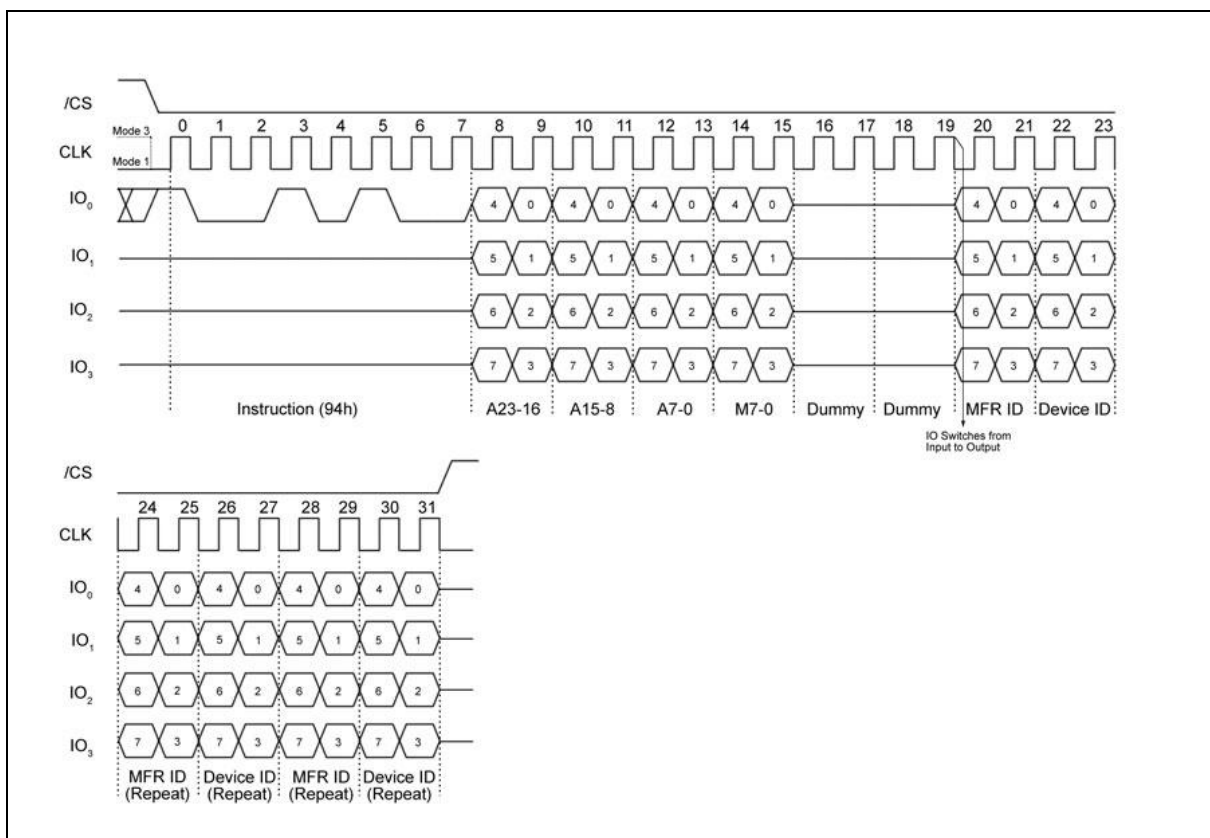 /CS
Mode 3
0 1 2 3 4 5 6 7 8 9 10 11 12 13 14 15 16 17 18 19 20 21 22 23
CLK
Mode 1
IO0 4 0 4 0 4 0 4 0 4 0 4 0
IO1 5 1 5 1 5 1 5 1 5 1 5 1
IO2 6 2 6 2 6 2 6 2 6 2 6 2
IO3 7 3 7 3 7 3 7 3 7 3 7 3
Instruction (94h) A23-16 A15-8 A7-0 M7-0 Dummy Dummy MFR ID Device ID
IO Switches from
Input to Output
/CS
24 25 26 27 28 29 30 31
CLK
IO0 4 0 4 0 4 0 4 0
IO1 5 1 5 1 5 1 5 1
IO2 6 2 6 2 6 2 6 2
IO3 7 3 7 3 7 3 7 3
MFR ID Device ID MFR ID Device ID
(Repeat) (Repeat) (Repeat) (Repeat)